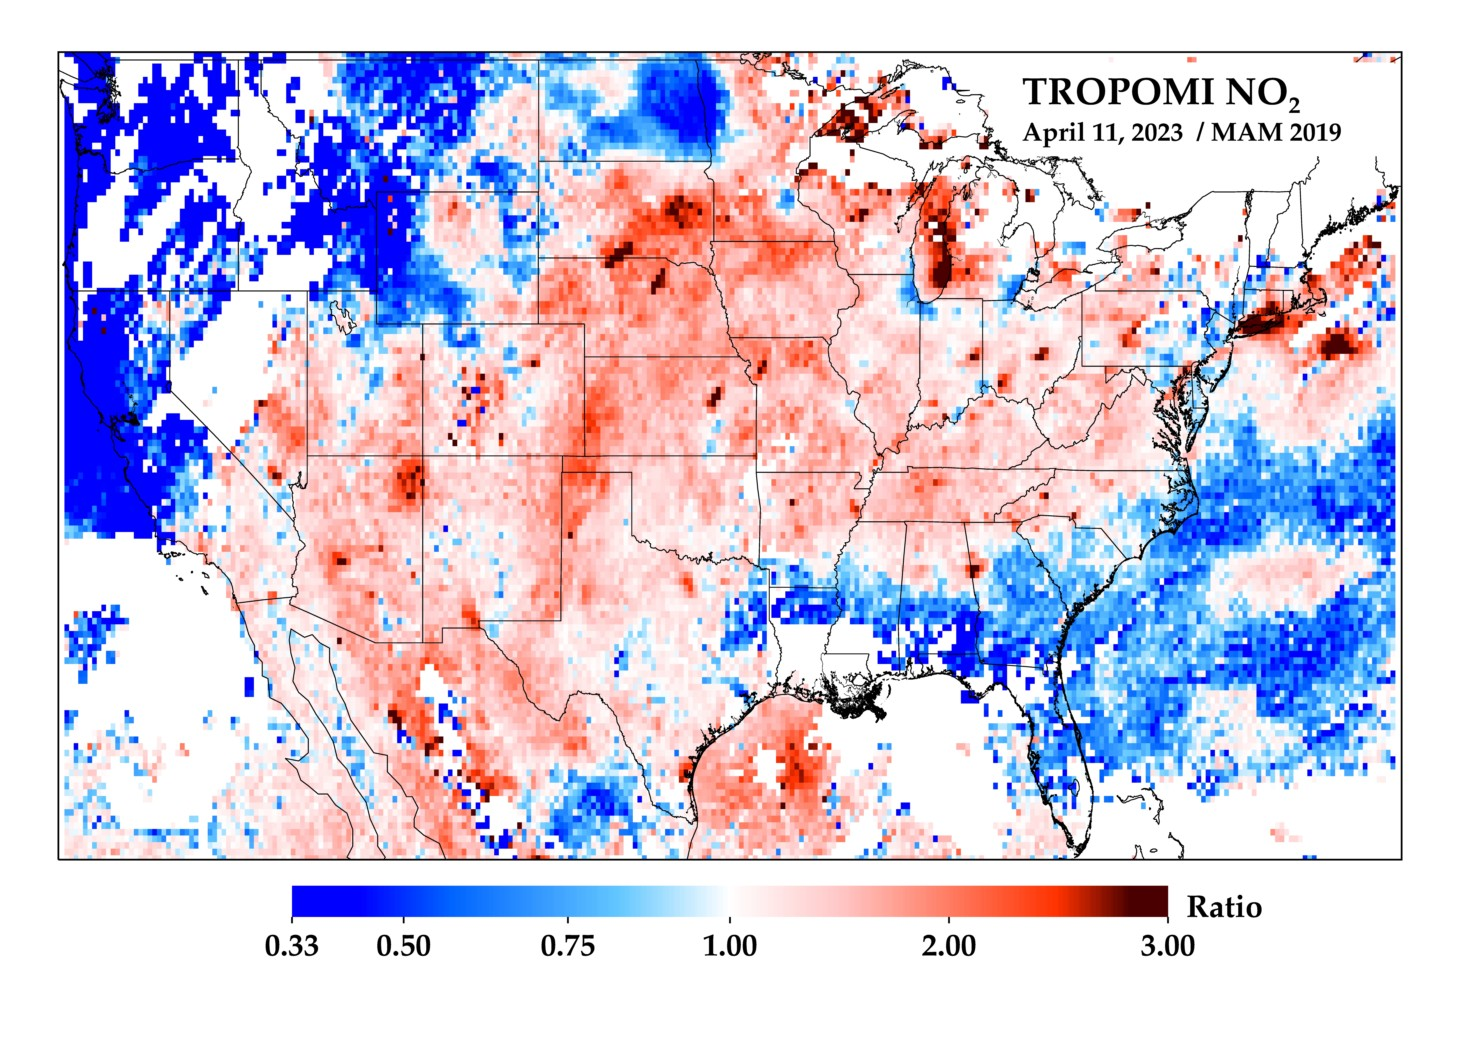 TROPOMI NO₂
April 11, 2023 / MAM 2019
Ratio
0.33 0.50 0.75 1.00 2.00 3.00